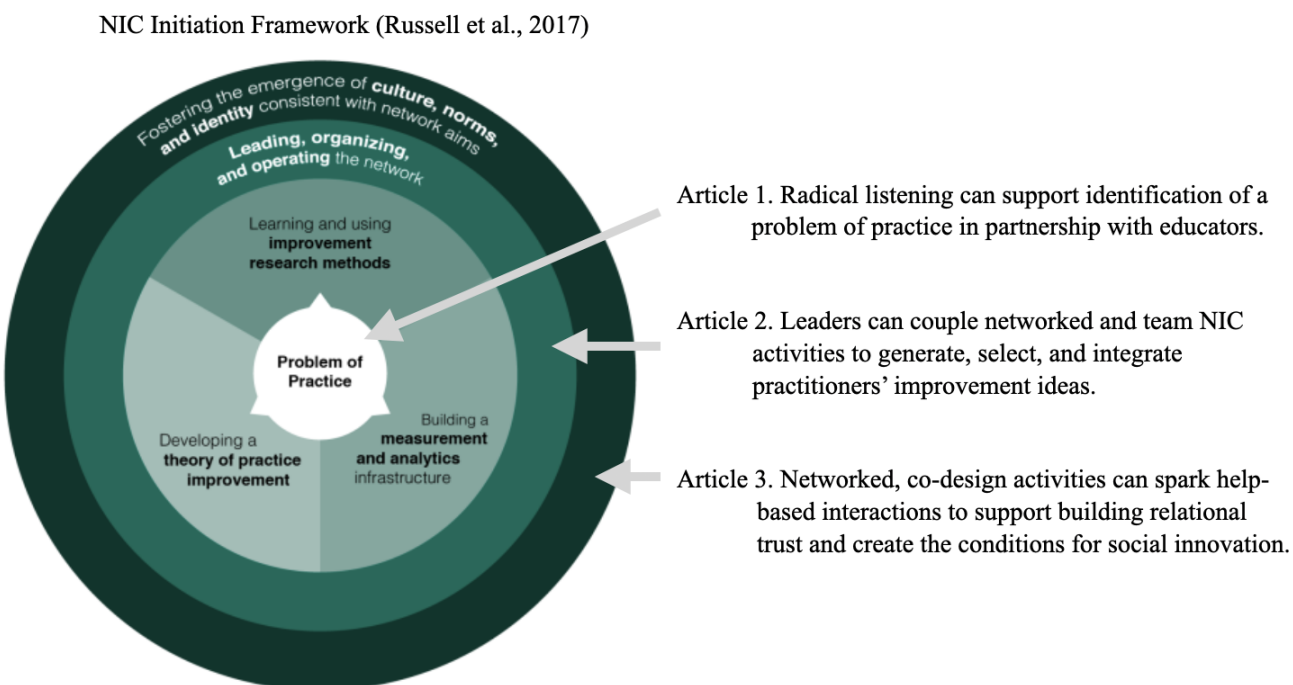 NIC Initiation Framework (Russell et al., 2017)
Fostering the emergence of culture, norms,
and identity consistent with network aims
Leading, organizing,
and operating the network
Learning and using
improvement
research methods
Problem of
Practice
Developing a
theory of practice
improvement
Building a
measurement
and analytics
infrastructure
Article 1. Radical listening can support identification of a
problem of practice in partnership with educators.
Article 2. Leaders can couple networked and team NIC
activities to generate, select, and integrate
practitioners’ improvement ideas.
Article 3. Networked, co-design activities can spark help-
based interactions to support building relational
trust and create the conditions for social innovation.